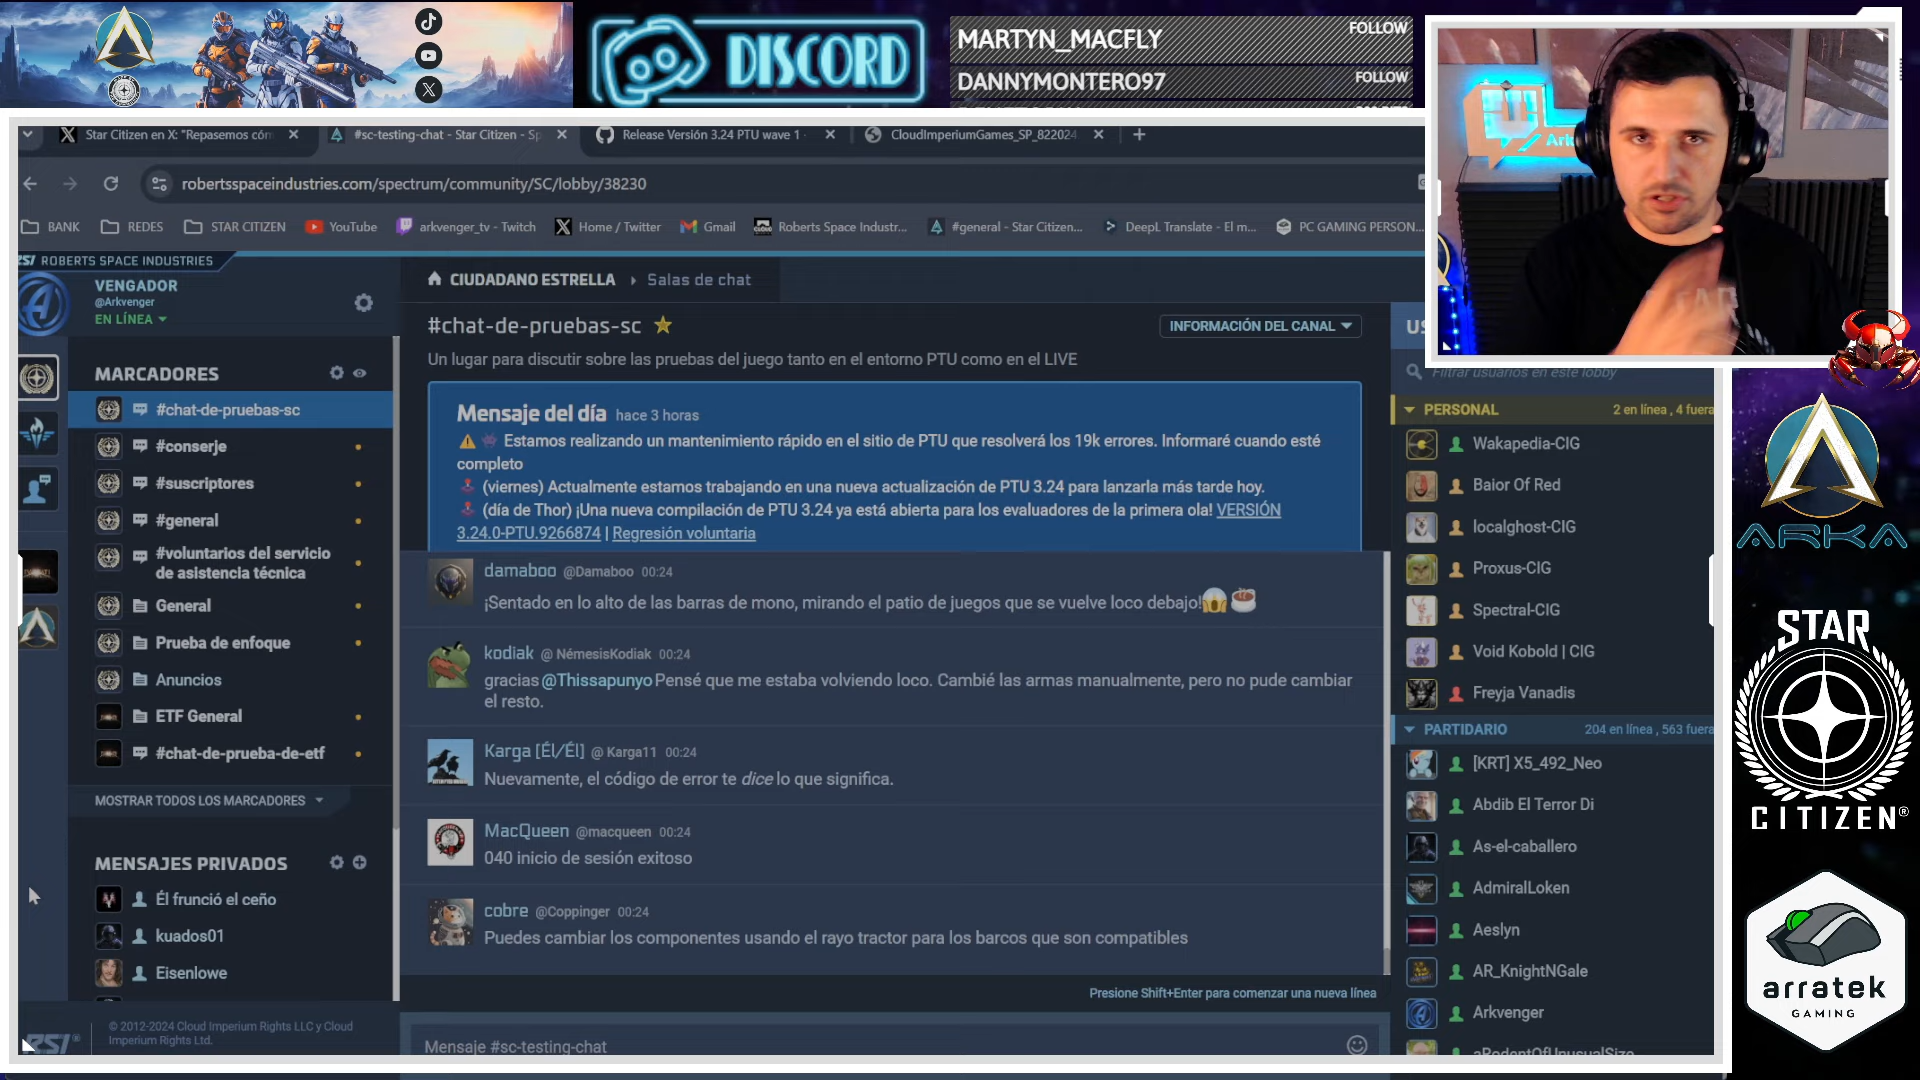 DISCORD
MARTYN_MACFLY
FOLLOW
DANNYMONTERO97
FOLLOW
Star Citizen en X: "Repasemos cóm
#sc-testing-chat - Star Citizen - Sp
Release Versión 3.24 PTU wave 1 ·
CloudImperiumGames_SP_822024
robertsspaceindustries.com/spectrum/community/SC/lobby/38230
BANK
REDES
STAR CITIZEN
YouTube
arkvenger_tv - Twitch
Home / Twitter
Gmail
Roberts Space Industr...
#general - Star Citizen...
DeepL Translate - El m...
PC GAMING PERSON...
RSI ROBERTS SPACE INDUSTRIES
VENGADOR
@Arkvenger
EN LÍNEA
CIUDADANO ESTRELLA
Salas de chat
MARCADORES
#chat-de-pruebas-sc
#conserje
#suscriptores
#general
#voluntarios del servicio
de asistencia técnica
General
Prueba de enfoque
Anuncios
ETF General
#chat-de-prueba-de-etf
MOSTRAR TODOS LOS MARCADORES
MENSAJES PRIVADOS
Él frunció el ceño
kuados01
Eisenlowe
© 2012-2024 Cloud Imperium Rights LLC y Cloud
Imperium Rights Ltd.
RSI
#chat-de-pruebas-sc
INFORMACIÓN DEL CANAL
Un lugar para discutir sobre las pruebas del juego tanto en el entorno PTU como en el LIVE
Mensaje del día hace 3 horas
Estamos realizando un mantenimiento rápido en el sitio de PTU que resolverá los 19k errores. Informaré cuando esté
completo
(viernes) Actualmente estamos trabajando en una nueva actualización de PTU 3.24 para lanzarla más tarde hoy.
(día de Thor) ¡Una nueva compilación de PTU 3.24 ya está abierta para los evaluadores de la primera ola! VERSIÓN
3.24.0-PTU.9266874 | Regresión voluntaria
damaboo @Damaboo 00:24
¡Sentado en lo alto de las barras de mono, mirando el patio de juegos que se vuelve loco debajo!
kodiak @ NémesisKodiak 00:24
gracias @Thissapunyo Pensé que me estaba volviendo loco. Cambié las armas manualmente, pero no pude cambiar
el resto.
Karga [Él/Él] @ Karga11 00:24
Nuevamente, el código de error te dice lo que significa.
MacQueen @macqueen 00:24
040 inicio de sesión exitoso
cobre @Coppinger 00:24
Puedes cambiar los componentes usando el rayo tractor para los barcos que son compatibles
Presione Shift+Enter para comenzar una nueva línea
Mensaje #sc-testing-chat
US
Filtrar usuarios en este lobby
PERSONAL
2 en línea , 4 fuera
Wakapedia-CIG
Baior Of Red
localghost-CIG
Proxus-CIG
Spectral-CIG
Void Kobold | CIG
Freyja Vanadis
PARTIDARIO
204 en línea , 563 fuera
[KRT] X5_492_Neo
Abdib El Terror Di
As-el-caballero
AdmiralLoken
Aeslyn
AR_KnightNGale
Arkvenger
aRodentOfUnusualSize
ARKA
STAR
CITIZEN®
arratek
GAMING